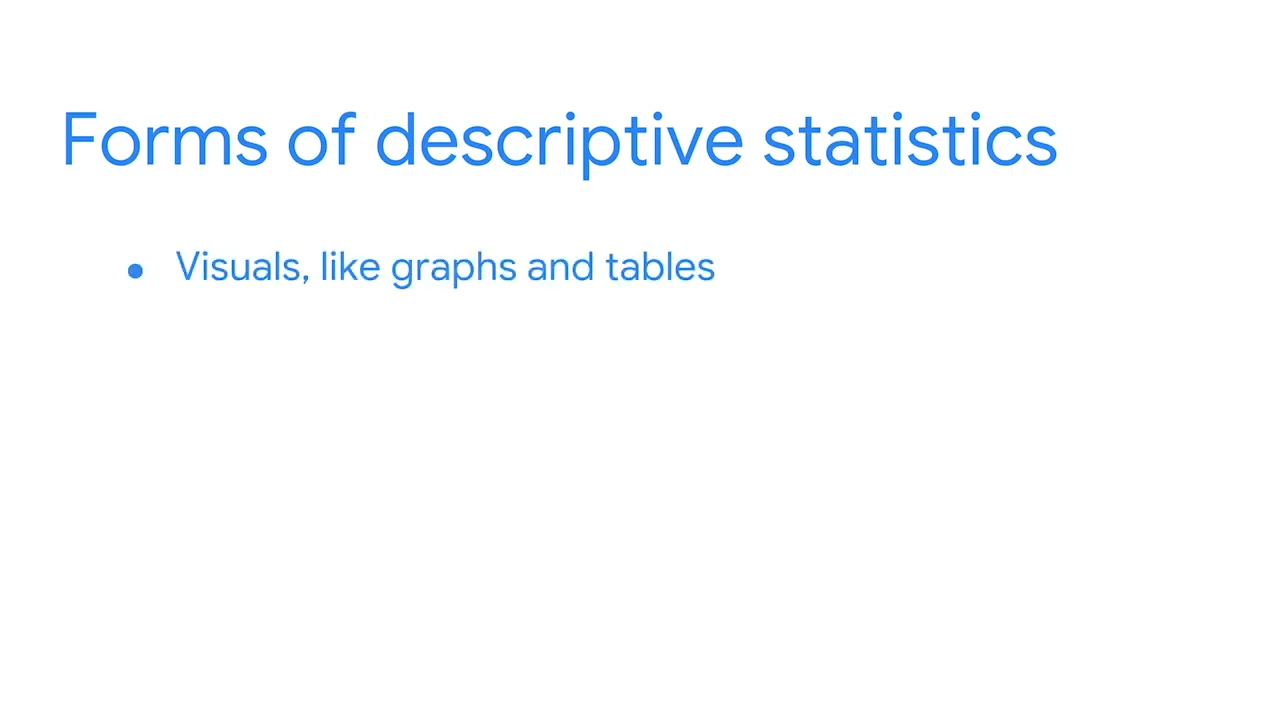 Forms of descriptive statistics
• Visuals, like graphs and tables